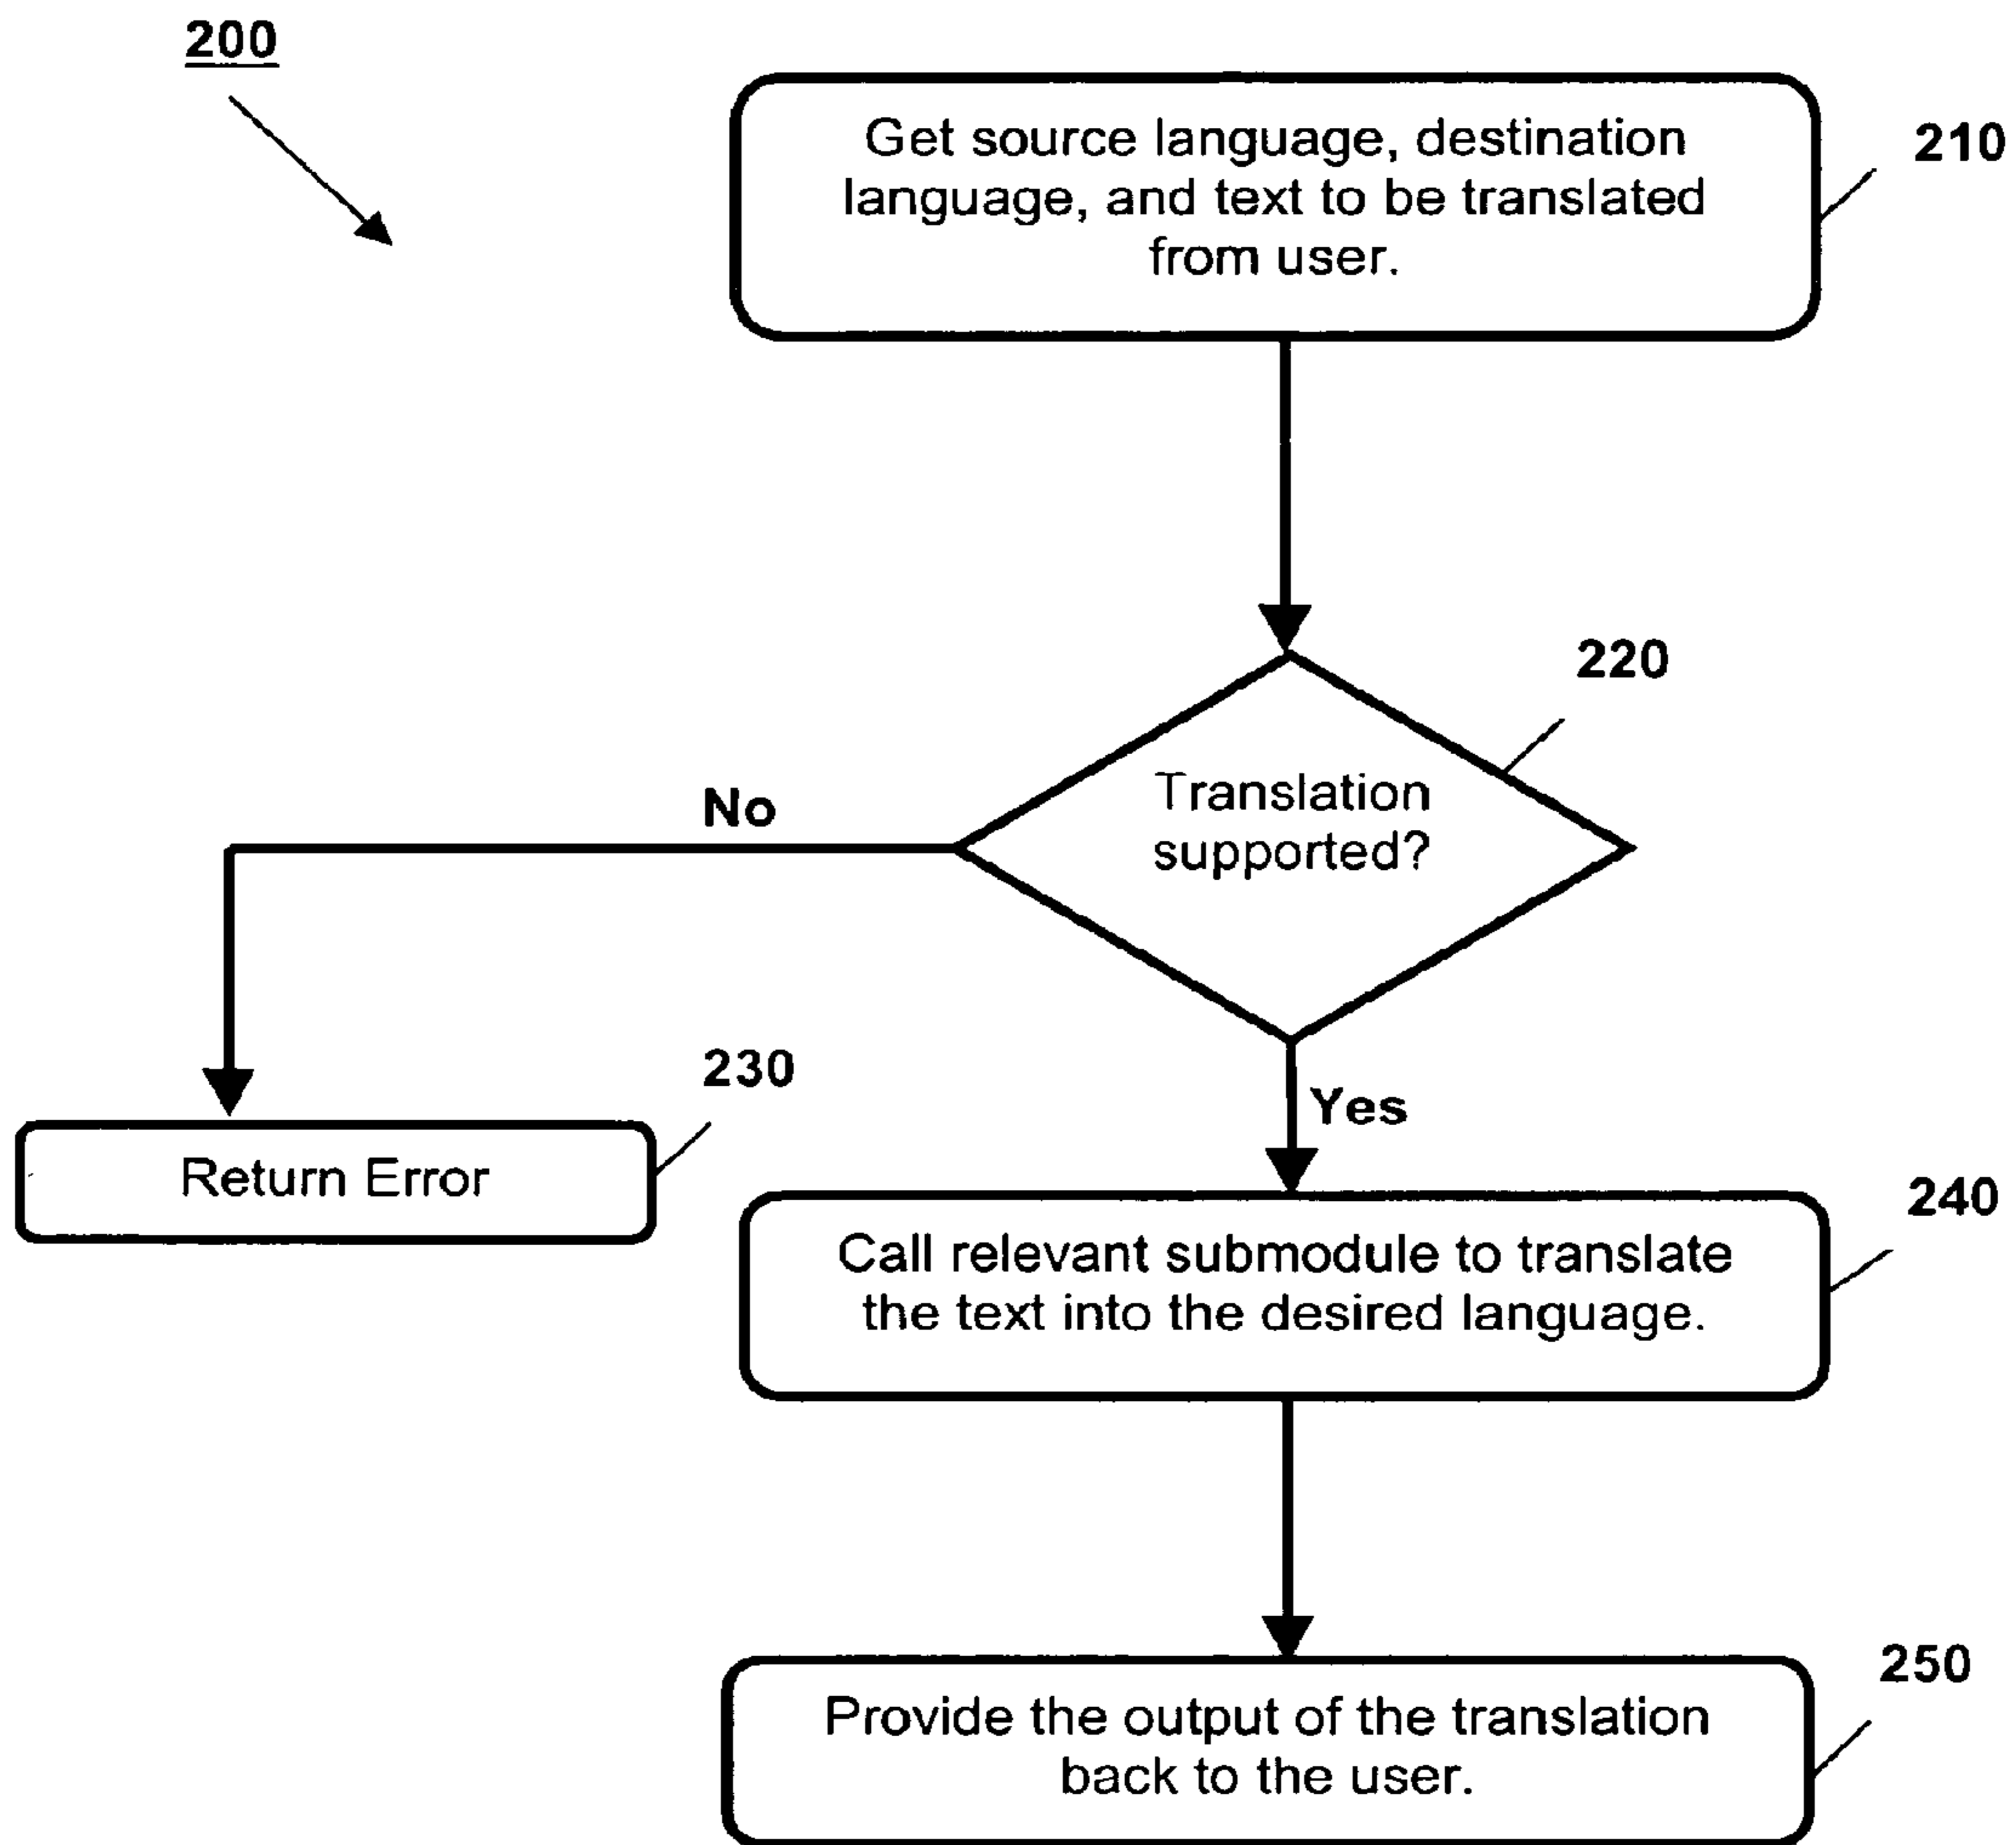 200
Get source language, destination
language, and text to be translated
from user.
210
220
Translation
supported?
No
Yes
230
Return Error
240
Call relevant submodule to translate
the text into the desired language.
250
Provide the output of the translation
back to the user.